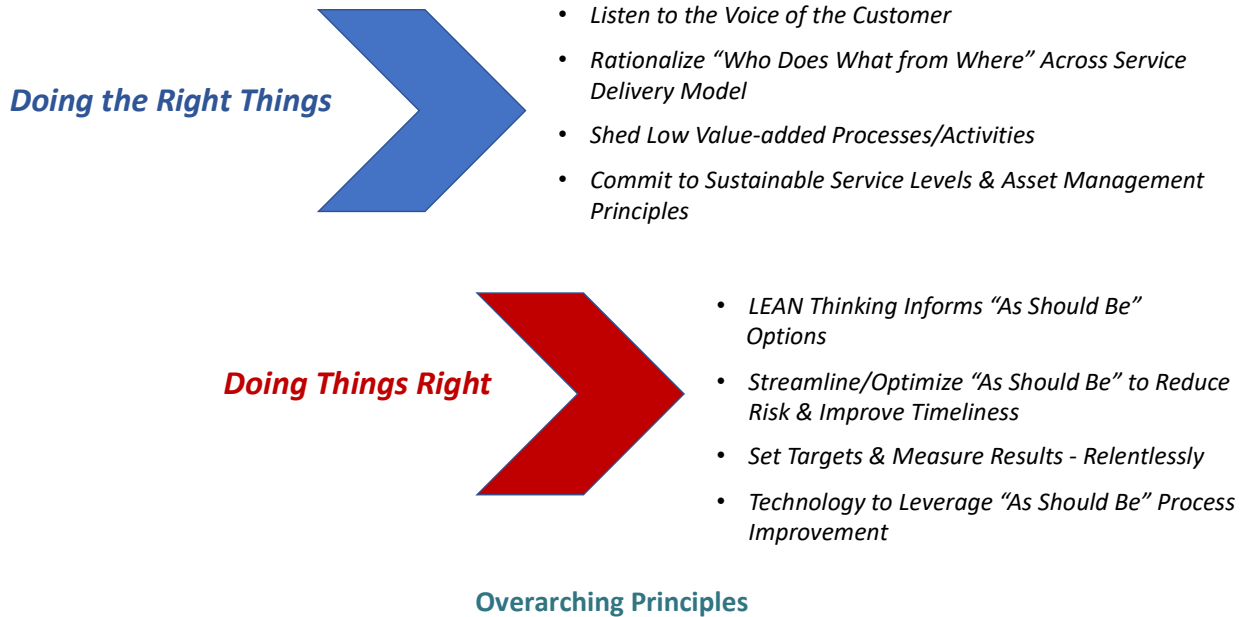 Doing the Right Things
• Listen to the Voice of the Customer
• Rationalize “Who Does What from Where” Across Service
Delivery Model
• Shed Low Value-added Processes/Activities
• Commit to Sustainable Service Levels & Asset Management
Principles
Doing Things Right
• LEAN Thinking Informs “As Should Be”
Options
• Streamline/Optimize “As Should Be” to Reduce
Risk & Improve Timeliness
• Set Targets & Measure Results - Relentlessly
• Technology to Leverage “As Should Be” Process
Improvement
Overarching Principles